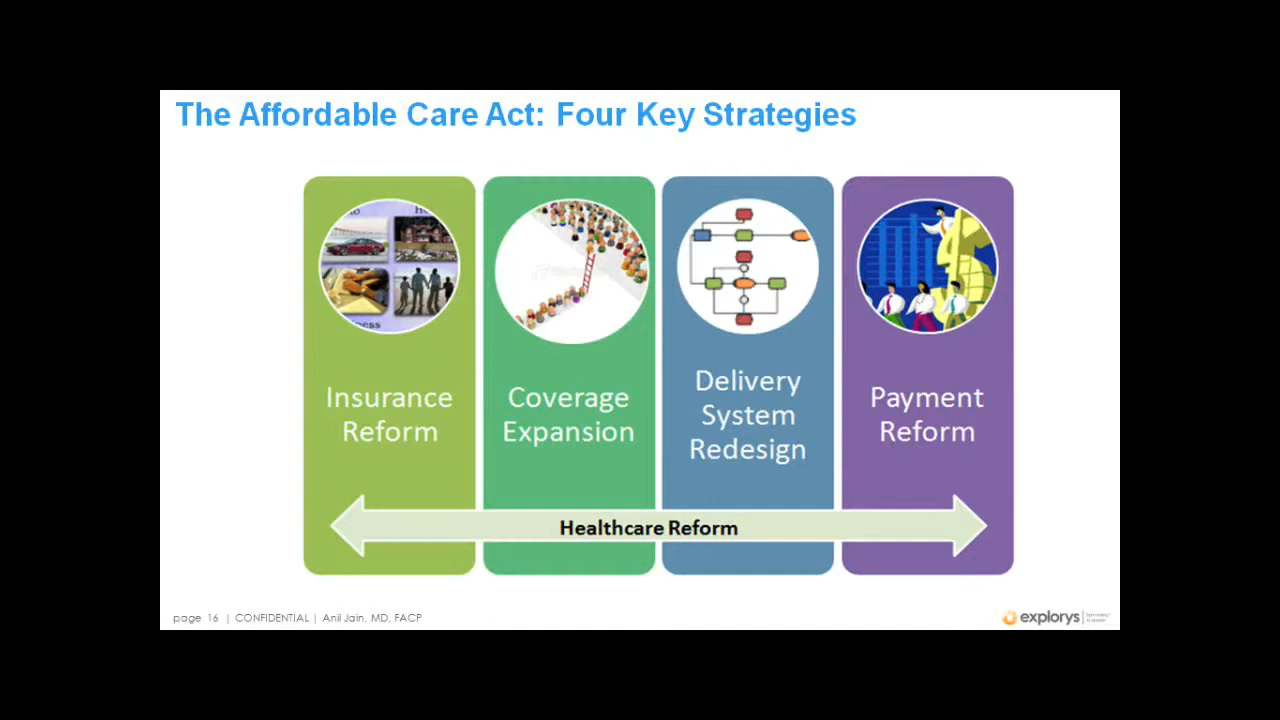 The Affordable Care Act: Four Key Strategies
Insurance
Reform
Coverage
Expansion
Delivery
System
Redesign
Payment
Reform
Healthcare Reform
page 16 | CONFIDENTIAL | Anil Jain, MD, FACP
explorys